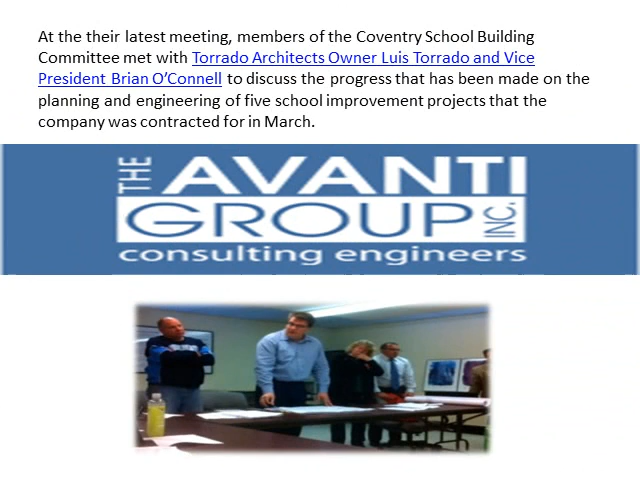 At the their latest meeting, members of the Coventry School Building
Committee met with Torrado Architects Owner Luis Torrado and Vice
President Brian O’Connell to discuss the progress that has been made on the
planning and engineering of five school improvement projects that the
company was contracted for in March.
THE AVANTI
GROUP INC.
consulting engineers